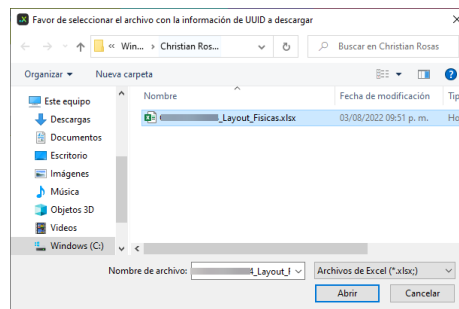 Favor de seleccionar el archivo con la información de UUID a descargar
« Win... › Christian Ros...
Buscar en Christian Rosas
Organizar
Nueva carpeta
Nombre
Fecha de modificación
Tip
Este equipo
_Layout_Fisicas.xlsx
03/08/2022 09:51 p. m.
Ho
Descargas
Documentos
Escritorio
Imágenes
Música
Objetos 3D
Videos
Windows (C:)
Nombre de archivo:
4_Layout_F
Archivos de Excel (*.xlsx;)
Abrir
Cancelar